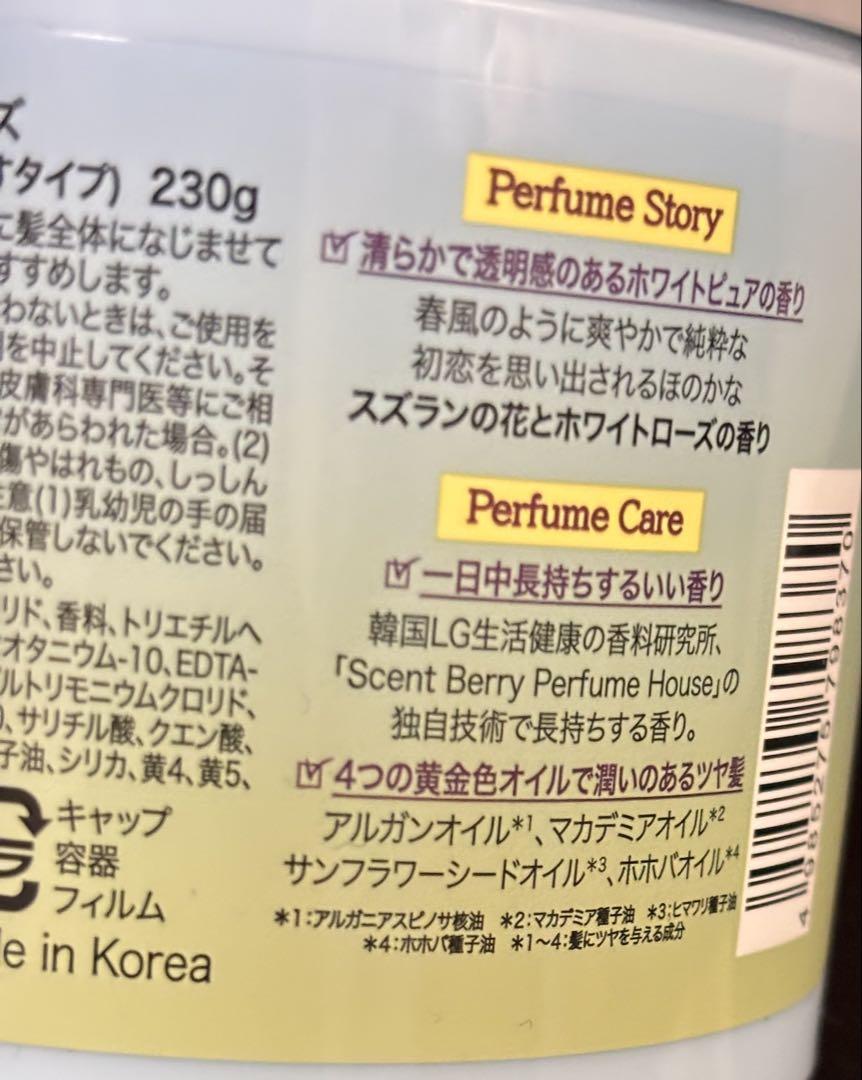 ズ
すタイプ) 230g
に髪全体になじませて
すすめします。
わないときは、ご使用を
を中止してください。そ
皮膚科専門医等にご相
があらわれた場合。(2)
傷やはれもの、しっしん
注意(1)乳幼児の手の届
保管しないでください。
さい。
リド、香料、トリエチルヘ
オタニウム-10、EDTA-
ルトリモニウムクロリド、
)、サリチル酸、クエン酸、
子油、シリカ、黄4、黄5、
キャップ
容器
フィルム
e in Korea
Perfume Story
清らかで透明感のあるホワイトピュアの香り
春風のように爽やかで純粋な
初恋を思い出されるほのかな
スズランの花とホワイトローズの香り
Perfume Care
一日中長持ちするいい香り
韓国LG生活健康の香料研究所、
「Scent Berry Perfume House」の
独自技術で長持ちする香り。
4つの黄金色オイルで潤いのあるツヤ髪
アルガンオイル*1、マカデミアオイル*2
サンフラワーシードオイル*3、ホホバオイル*4
*1:アルガニアスピノサ核油 *2:マカデミア種子油 *3:ヒマワリ種子油
*4:ホホバ種子油 *1〜4:髪にツヤを与える成分